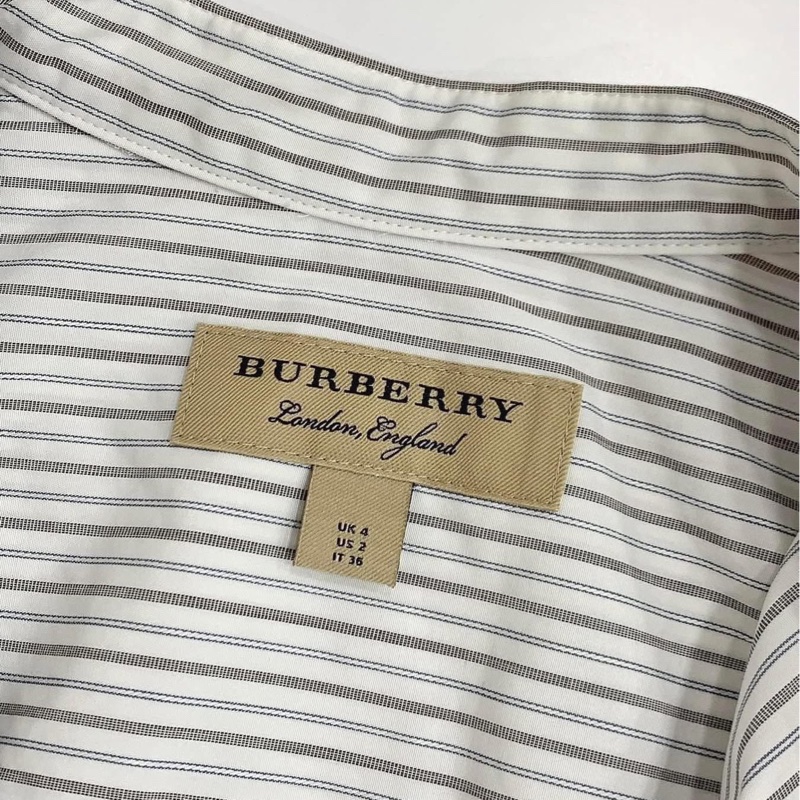 BURBERRY
London, England
UK 4
US 2
IT 36